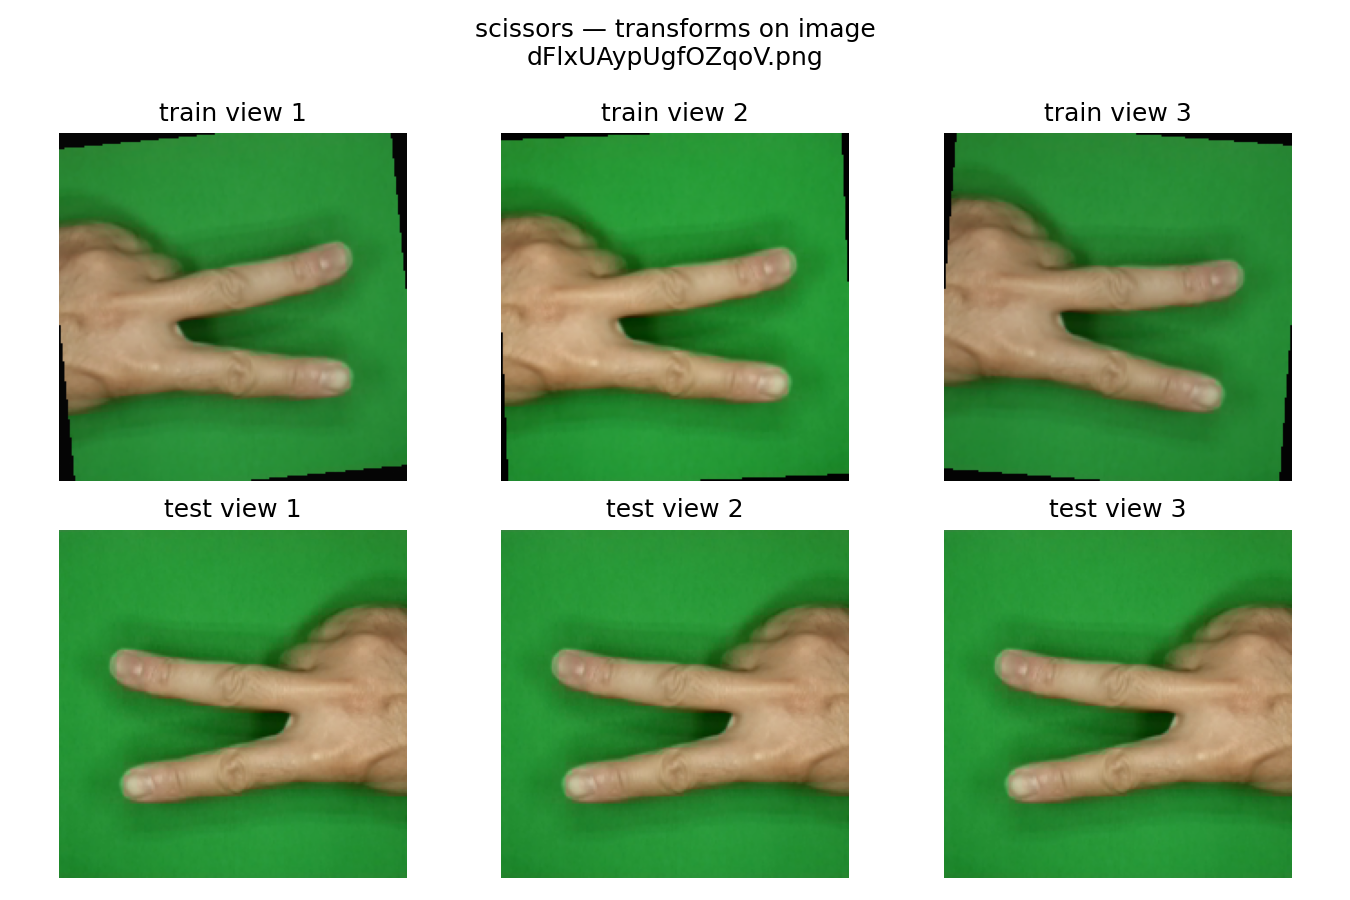 scissors — transforms on image
dFlxUAypUgfOZqoV.png
train view 1
train view 2
train view 3
test view 1
test view 2
test view 3